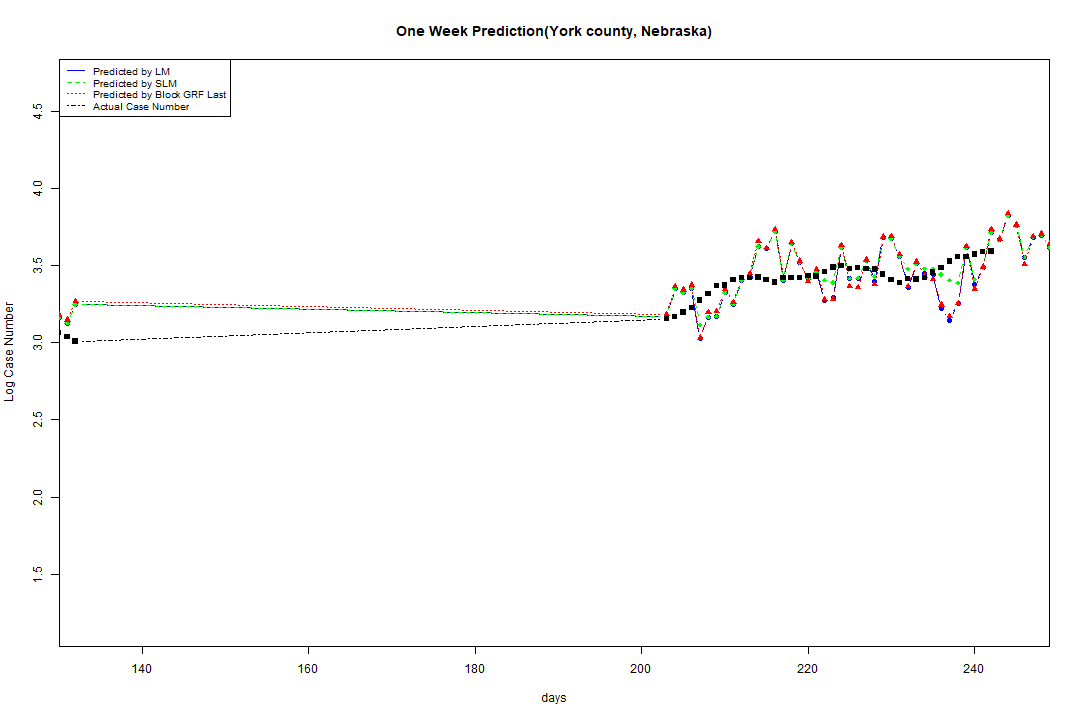 One Week Prediction(York county, Nebraska)
Predicted by LM
Predicted by SLM
Predicted by Block GRF Last
Actual Case Number
4.5
4.0
3.5
3.0
2.5
2.0
1.5
Log Case Number
140 160 180 200 220 240
days